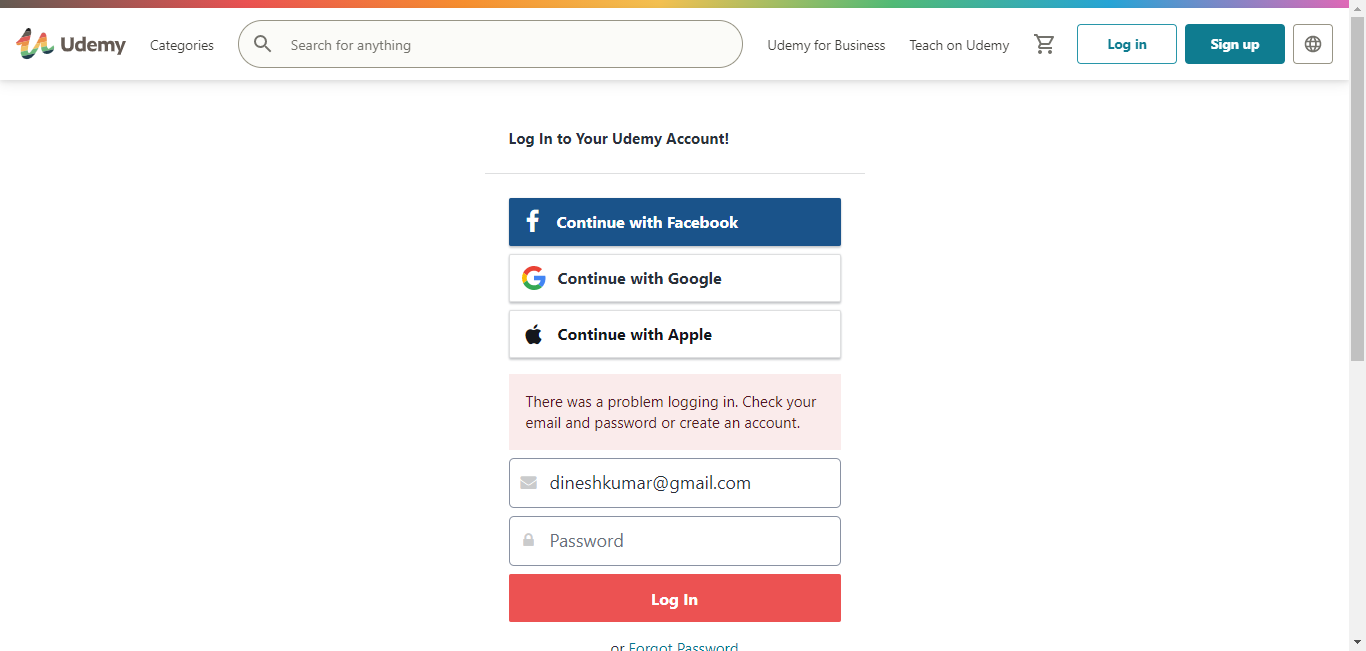 Udemy
Categories
Search for anything
Udemy for Business
Teach on Udemy
Log in
Sign up
Log In to Your Udemy Account!
Continue with Facebook
Continue with Google
Continue with Apple
There was a problem logging in. Check your
email and password or create an account.
dineshkumar@gmail.com
Password
Log In
or Forgot Password